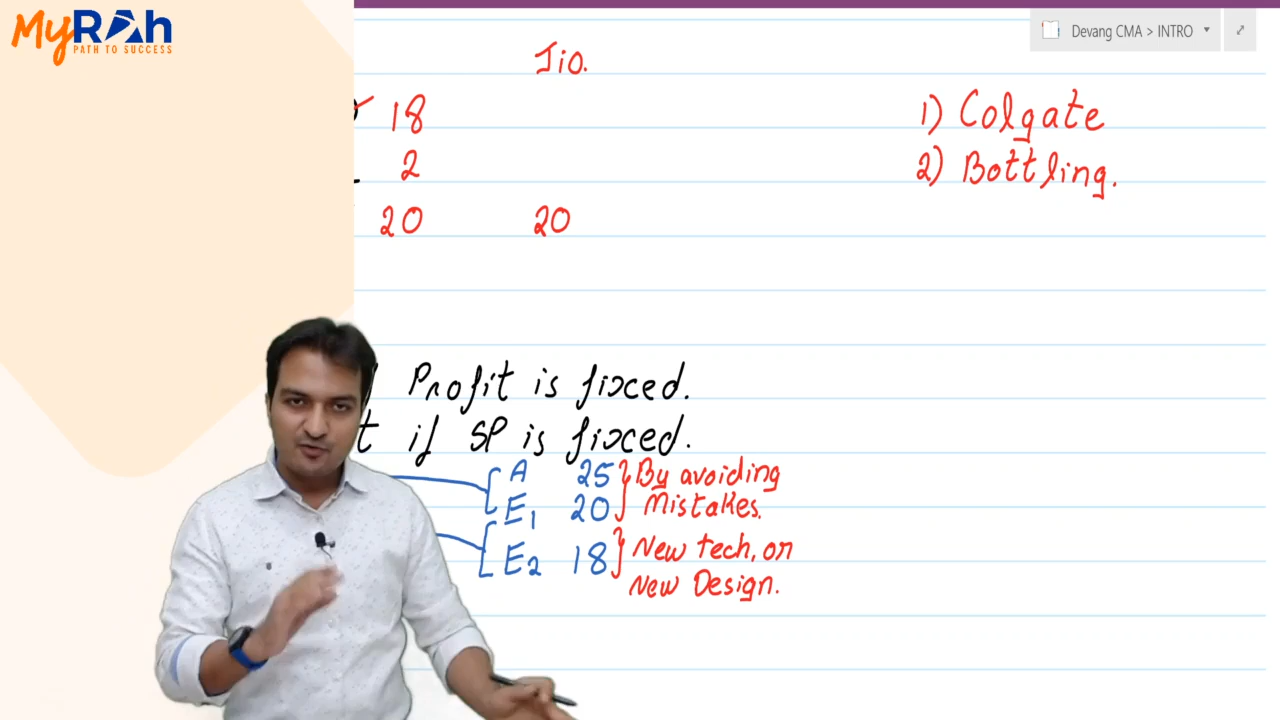 MyRAh
PATH TO SUCCESS
Devang CMA > INTRO
Jio.
18
2
20 20
1) Colgate
2) Bottling.
Profit is fixed.
if SP is fixed.
A 25 By avoiding
E1 20 Mistakes.
E2 18 New tech, or
New Design.